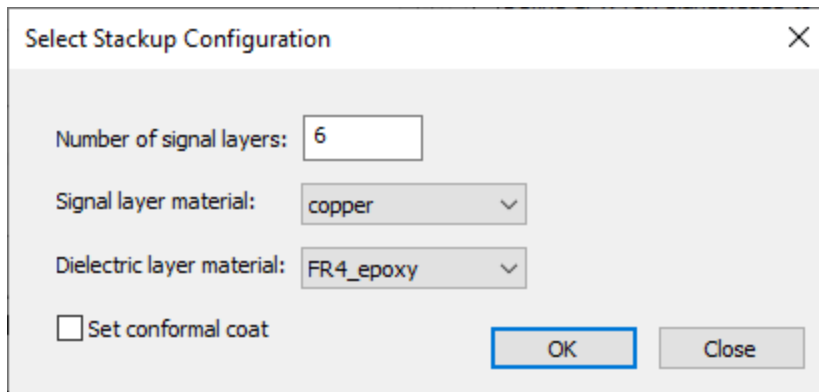 Select Stackup Configuration
Number of signal layers: 6
Signal layer material: copper
Dielectric layer material: FR4_epoxy
Set conformal coat
OK Close